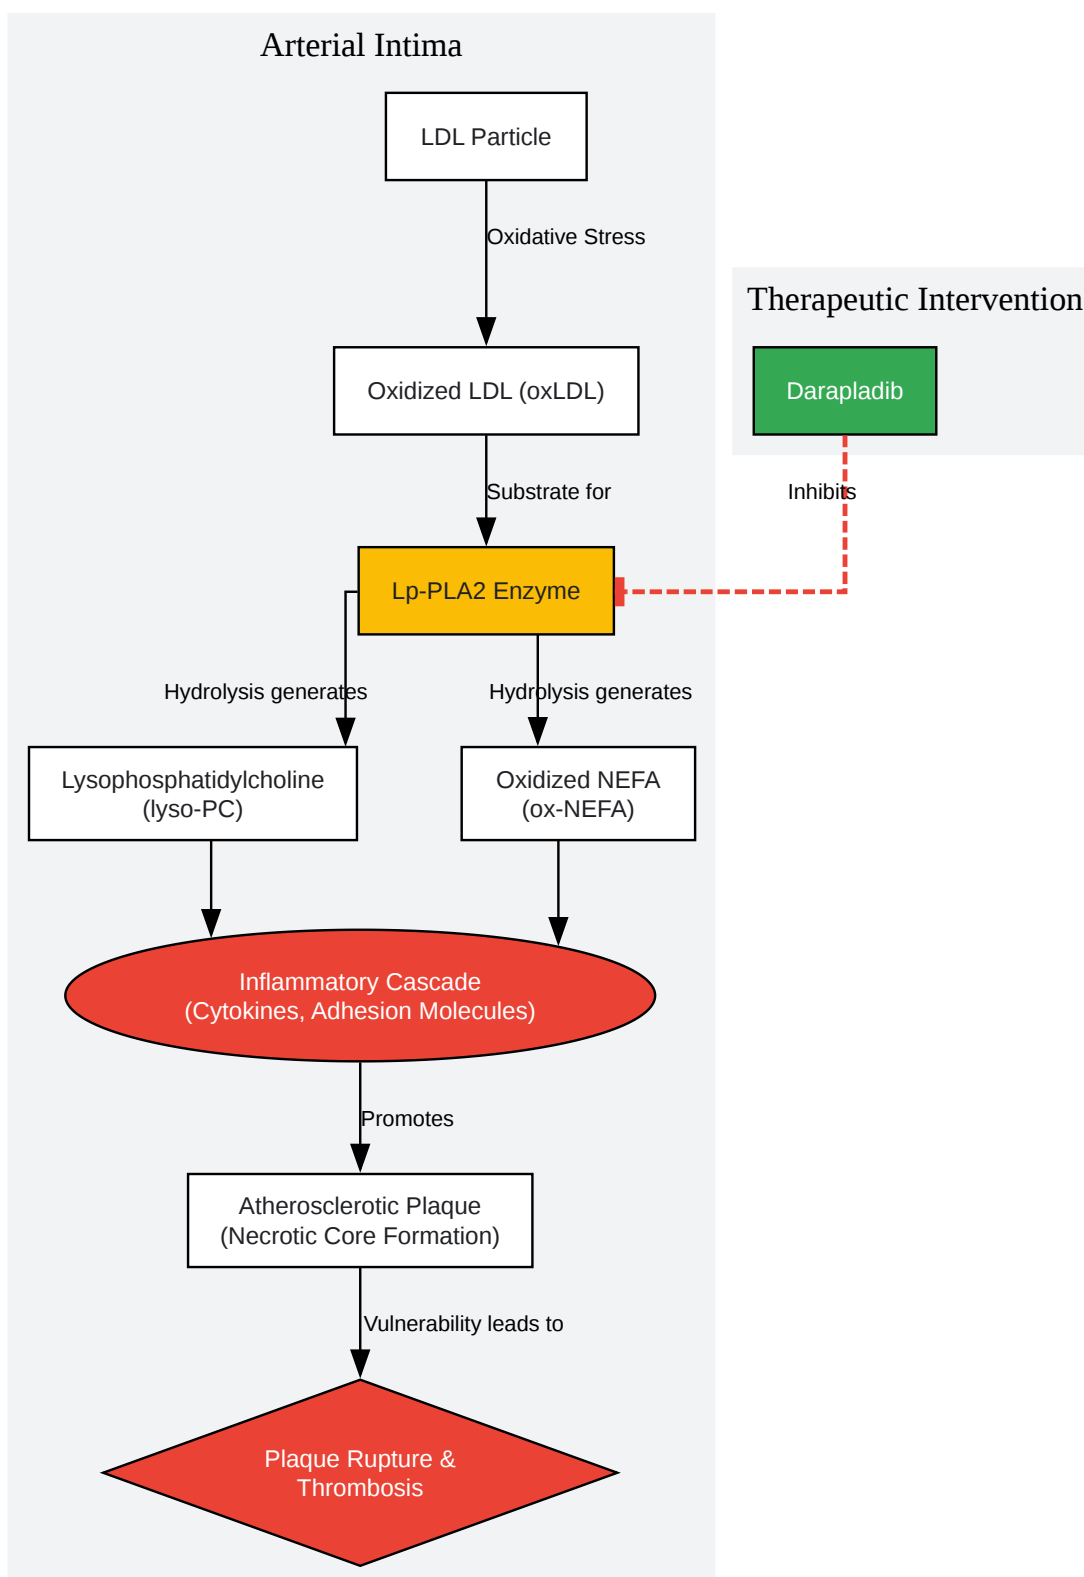 Arterial Intima
LDL Particle
Oxidative Stress
Therapeutic Intervention
Oxidized LDL (oxLDL)
Darapladib
Substrate for
Inhibits
Lp-PLA2 Enzyme
Hydrolysis generates
Hydrolysis generates
Lysophosphatidylcholine
(lyso-PC)
Oxidized NEFA
(ox-NEFA)
Inflammatory Cascade
(Cytokines, Adhesion Molecules)
Promotes
Atherosclerotic Plaque
(Necrotic Core Formation)
Vulnerability leads to
Plaque Rupture &
Thrombosis